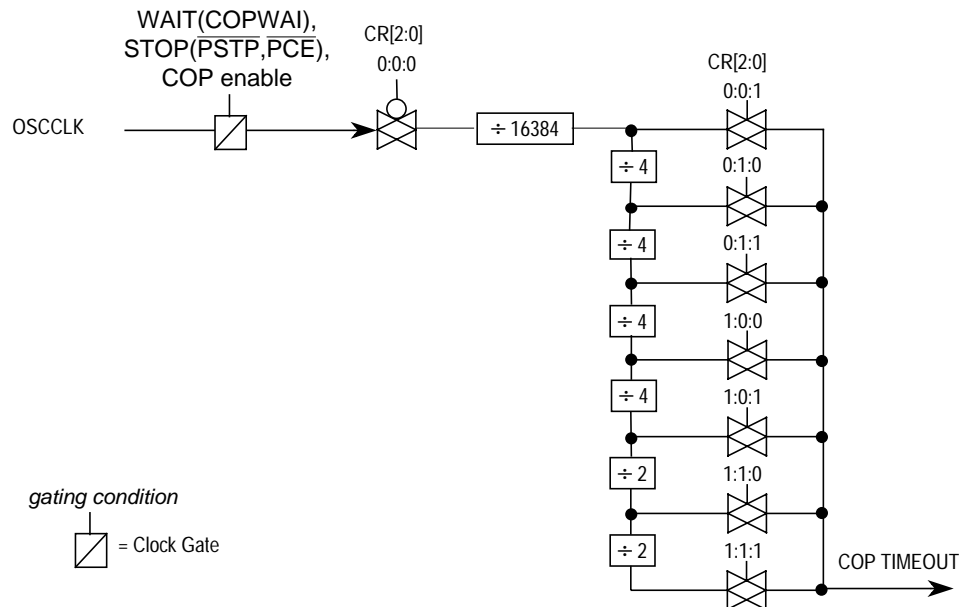 WAIT(COPWAI),
STOP(PSTP,PCE),
COP enable
CR[2:0]
0:0:0
CR[2:0]
0:0:1
OSCCLK
÷ 16384
÷ 4
0:1:0
÷ 4
0:1:1
÷ 4
1:0:0
÷ 4
1:0:1
÷ 2
1:1:0
÷ 2
1:1:1
gating condition
= Clock Gate
COP TIMEOUT